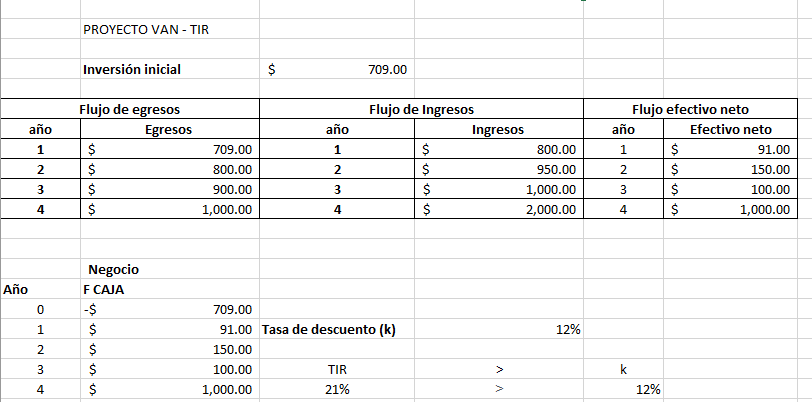 PROYECTO VAN - TIR
Inversión inicial $ 709.00
Flujo de egresos Flujo de Ingresos Flujo efectivo neto
año Egresos año Ingresos año Efectivo neto
1 $ 709.00 1 $ 800.00 1 $ 91.00
2 $ 800.00 2 $ 950.00 2 $ 150.00
3 $ 900.00 3 $ 1,000.00 3 $ 100.00
4 $ 1,000.00 4 $ 2,000.00 4 $ 1,000.00
Negocio
Año F CAJA
0 -$ 709.00
1 $ 91.00 Tasa de descuento (k) 12%
2 $ 150.00
3 $ 100.00 TIR > k
4 $ 1,000.00 21% > 12%